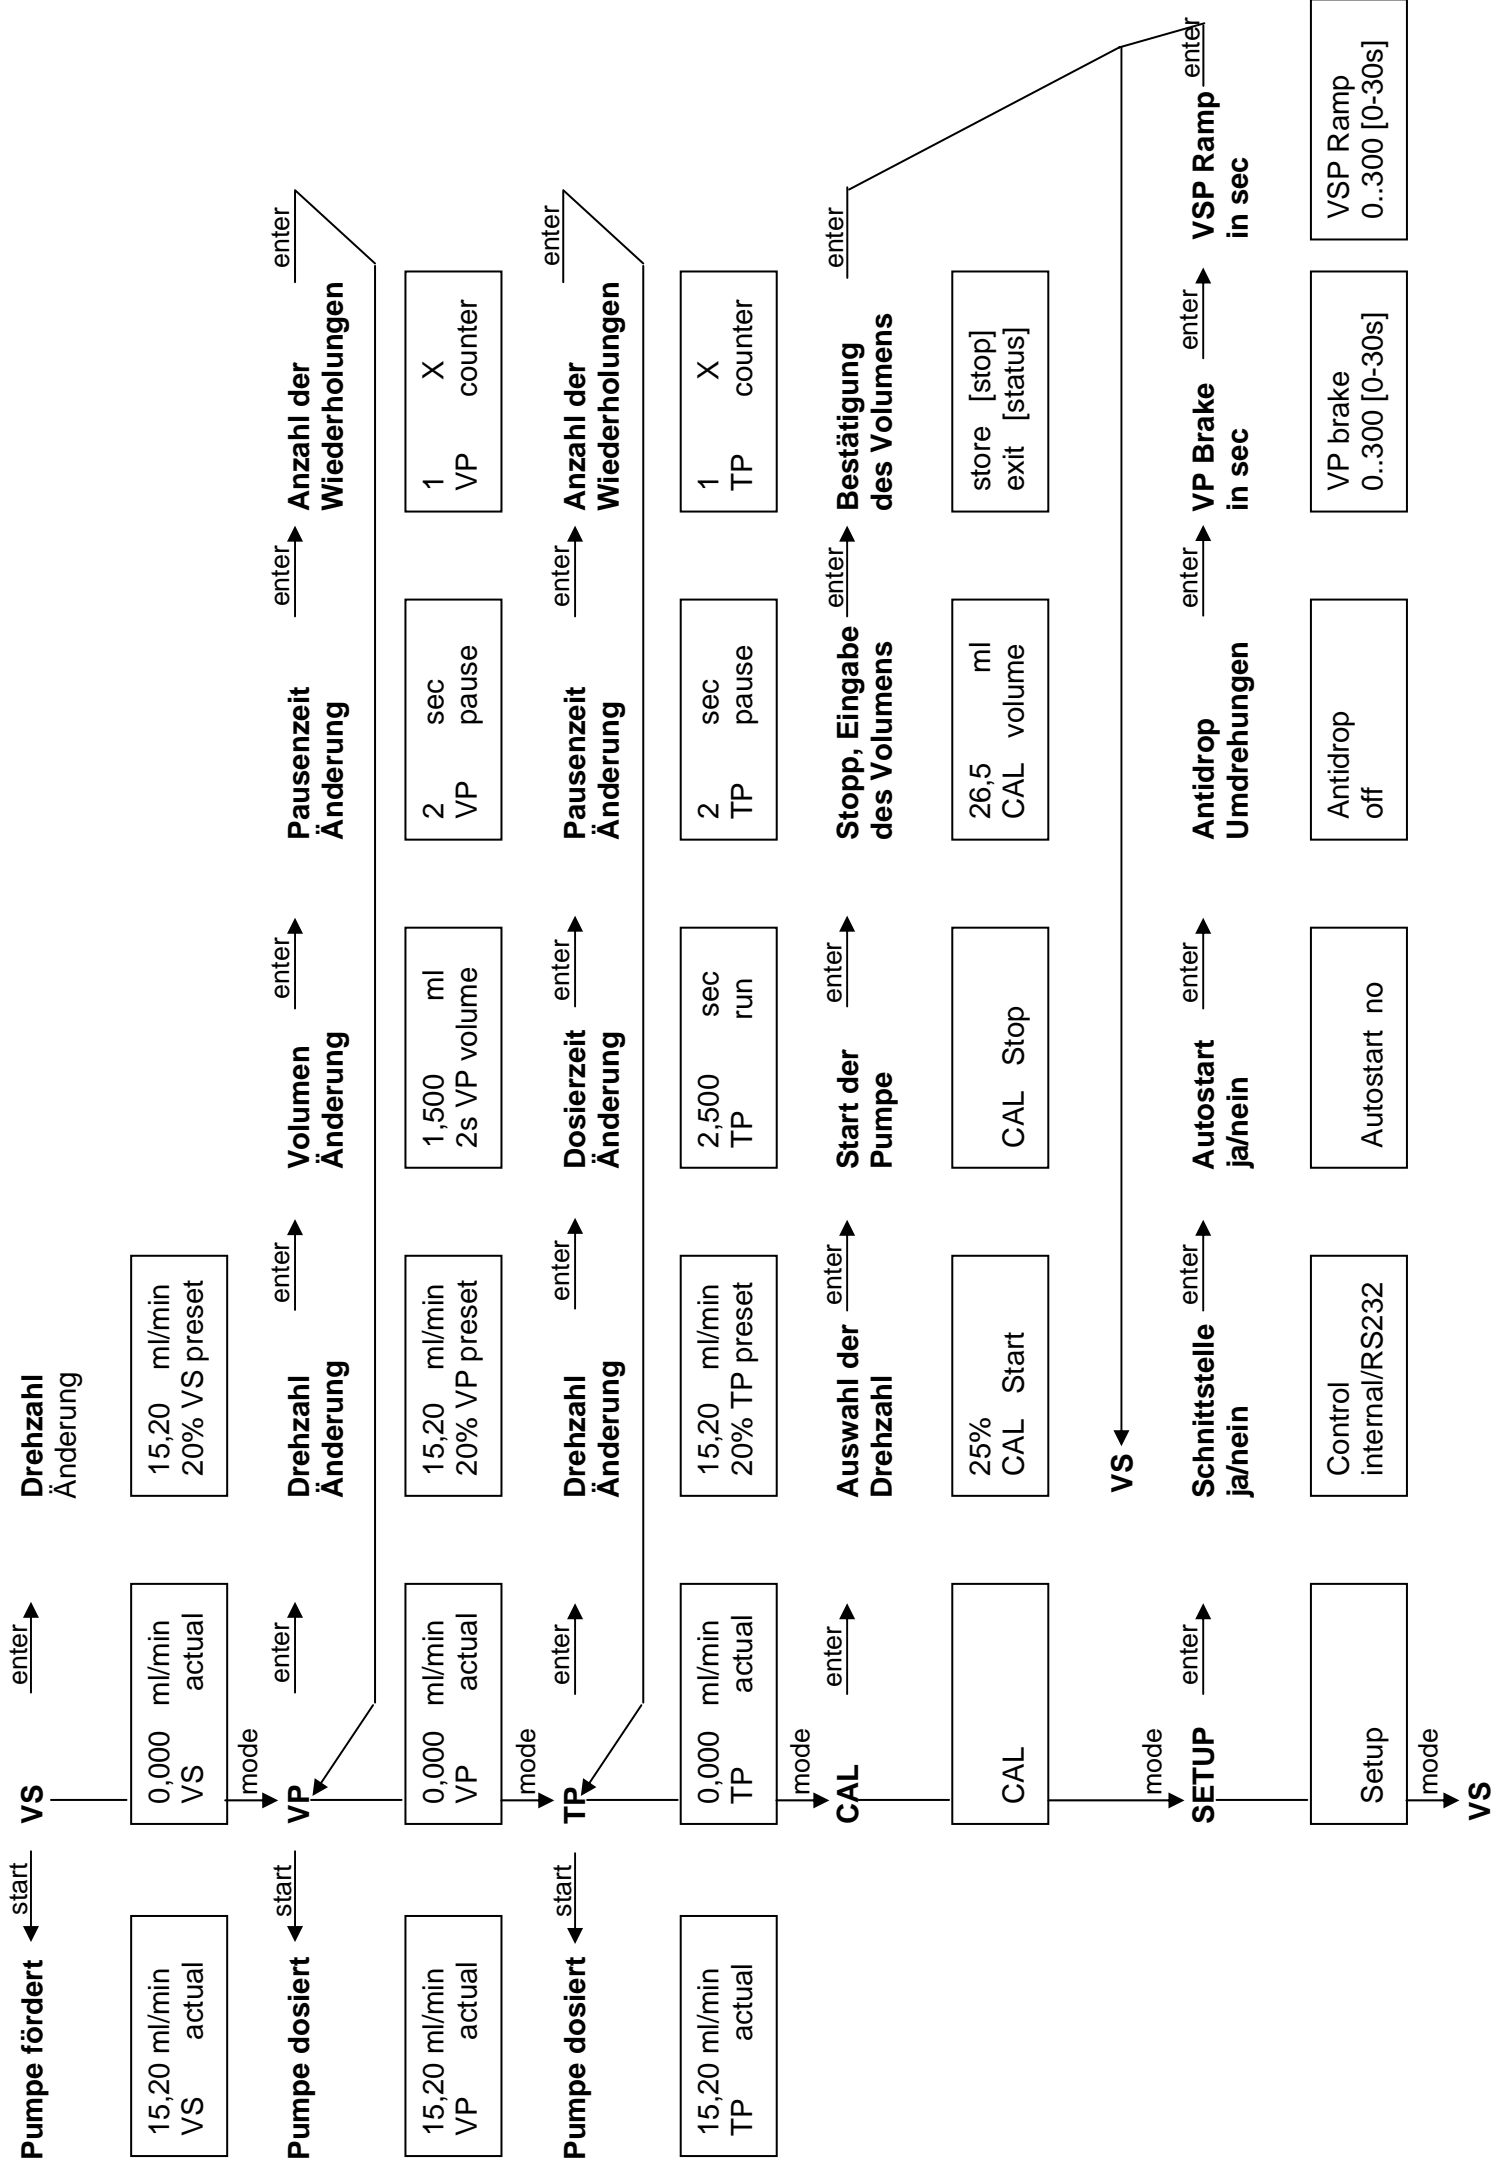 Pumpe fördert
start
VS
enter
Drehzahl
Änderung
15,20 ml/min
VS actual
0,000 ml/min
VS actual
15,20 ml/min
20% VS preset
mode
Pumpe dosiert
start
VP
enter
Drehzahl
Änderung
enter
Volumen
Änderung
enter
Pausenzeit
Änderung
enter
Anzahl der
Wiederholungen
enter
15,20 ml/min
VP actual
0,000 ml/min
VP actual
15,20 ml/min
20% VP preset
1,500 ml
2s VP volume
2 sec
VP pause
1 X
VP counter
mode
Pumpe dosiert
start
TP
enter
Drehzahl
Änderung
enter
Dosierzeit
Änderung
enter
Pausenzeit
Änderung
enter
Anzahl der
Wiederholungen
enter
15,20 ml/min
TP actual
0,000 ml/min
TP actual
15,20 ml/min
20% TP preset
2,500 sec
TP run
2 sec
TP pause
1 X
TP counter
mode
CAL
enter
Auswahl der
Drehzahl
enter
Start der
Pumpe
enter
Stopp, Eingabe
des Volumens
enter
Bestätigung
des Volumens
enter
CAL
25%
CAL Start
CAL Stop
26,5 ml
CAL volume
store [stop]
exit [status]
VS
mode
SETUP
enter
Schnittstelle
ja/nein
enter
Autostart
ja/nein
enter
Antidrop
Umdrehungen
enter
VP Brake
in sec
enter
VSP Ramp
in sec
enter
Setup
Control
internal/RS232
Autostart no
Antidrop
off
VP brake
0..300 [0-30s]
VSP Ramp
0..300 [0-30s]
mode
VS